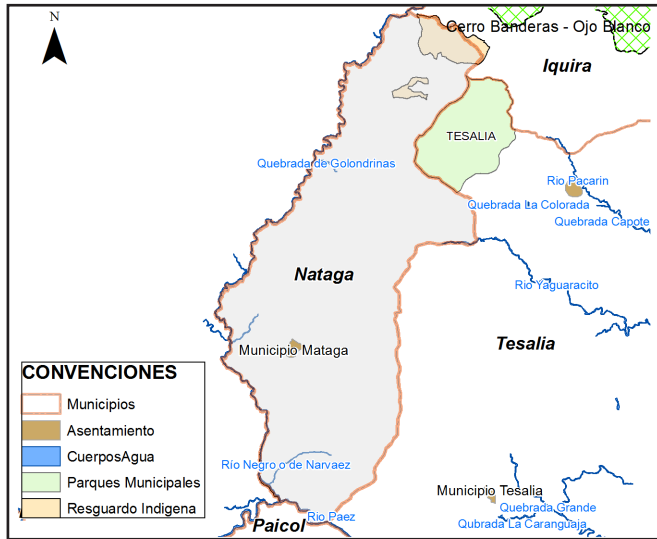 N
Cerro Banderas - Ojo Blanco
Iquira
TESALIA
Quebrada de Golondrinas
Rio Pacarin
Quebrada La Colorada
Quebrada Capote
Nataga
Rio Yaguaracito
Tesalia
Municipio Mataga
CONVENCIONES
Municipios
Asentamiento
CuerposAgua
Parques Municipales
Resguardo Indigena
Río Negro o de Narvaez
Municipio Tesalia
Quebrada Grande
Rio Paez
Qubrada La Caranguaja
Paicol